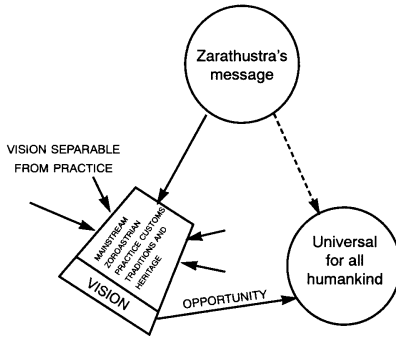 Zarathustra's
message
VISION SEPARABLE
FROM PRACTICE
MAINSTREAM
ZOROASTRIAN
PRACTICE CUSTOMS
TRADITIONS AND
HERITAGE
VISION
OPPORTUNITY
Universal
for all
humankind